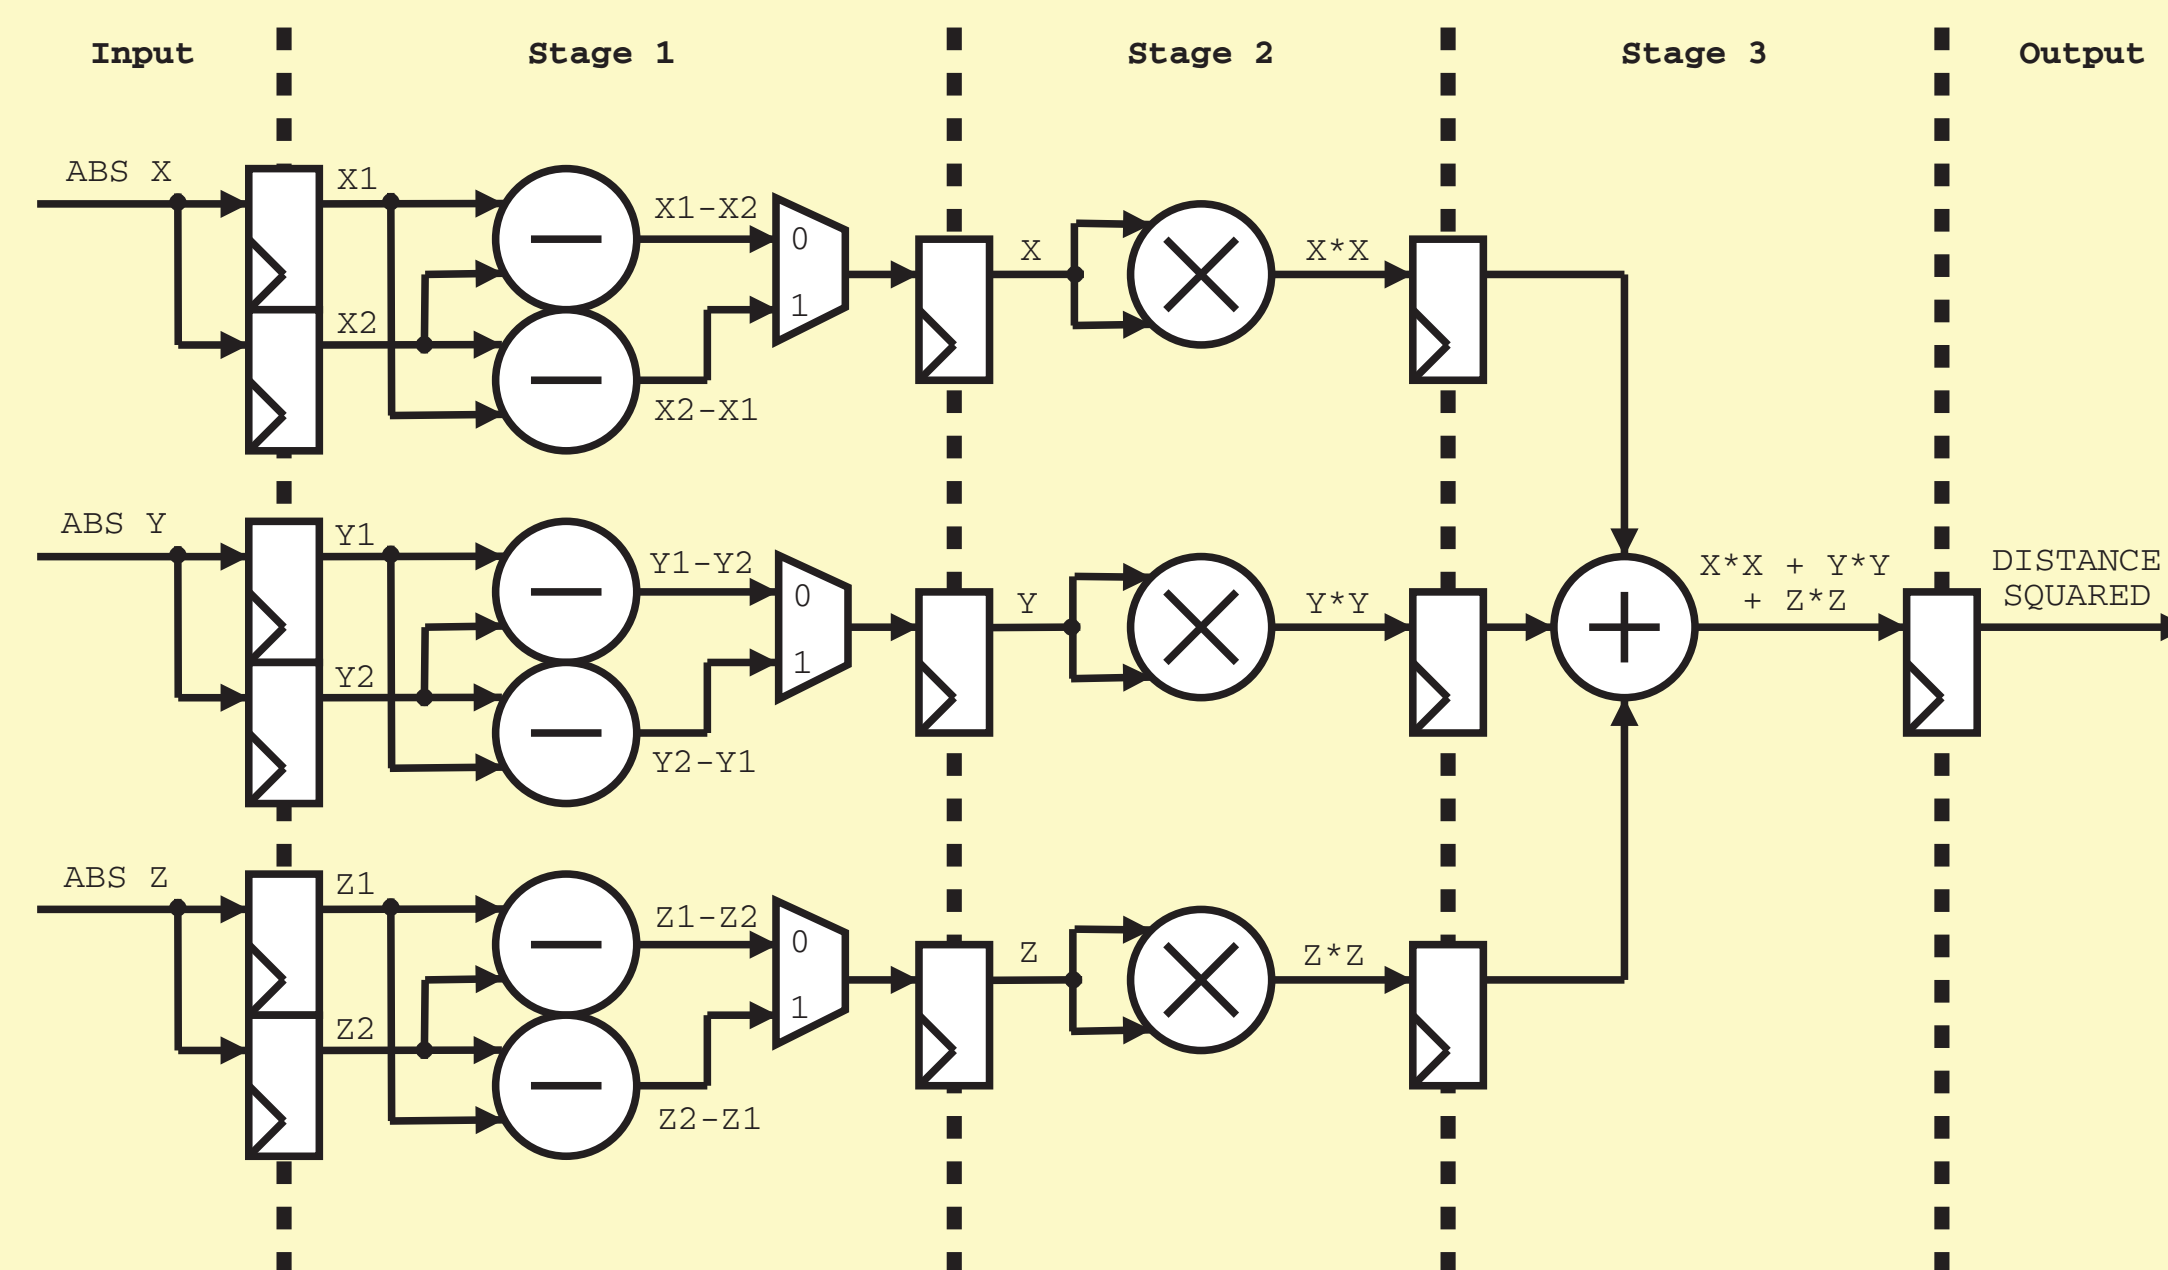 Input
Stage 1
Stage 2
Stage 3
Output
ABS X
X1
X2
X1-X2
X2-X1
0
1
X
X*X
ABS Y
Y1
Y2
Y1-Y2
Y2-Y1
0
1
Y
Y*Y
X*X + Y*Y
+ Z*Z
DISTANCE
SQUARED
ABS Z
Z1
Z2
Z1-Z2
Z2-Z1
0
1
Z
Z*Z